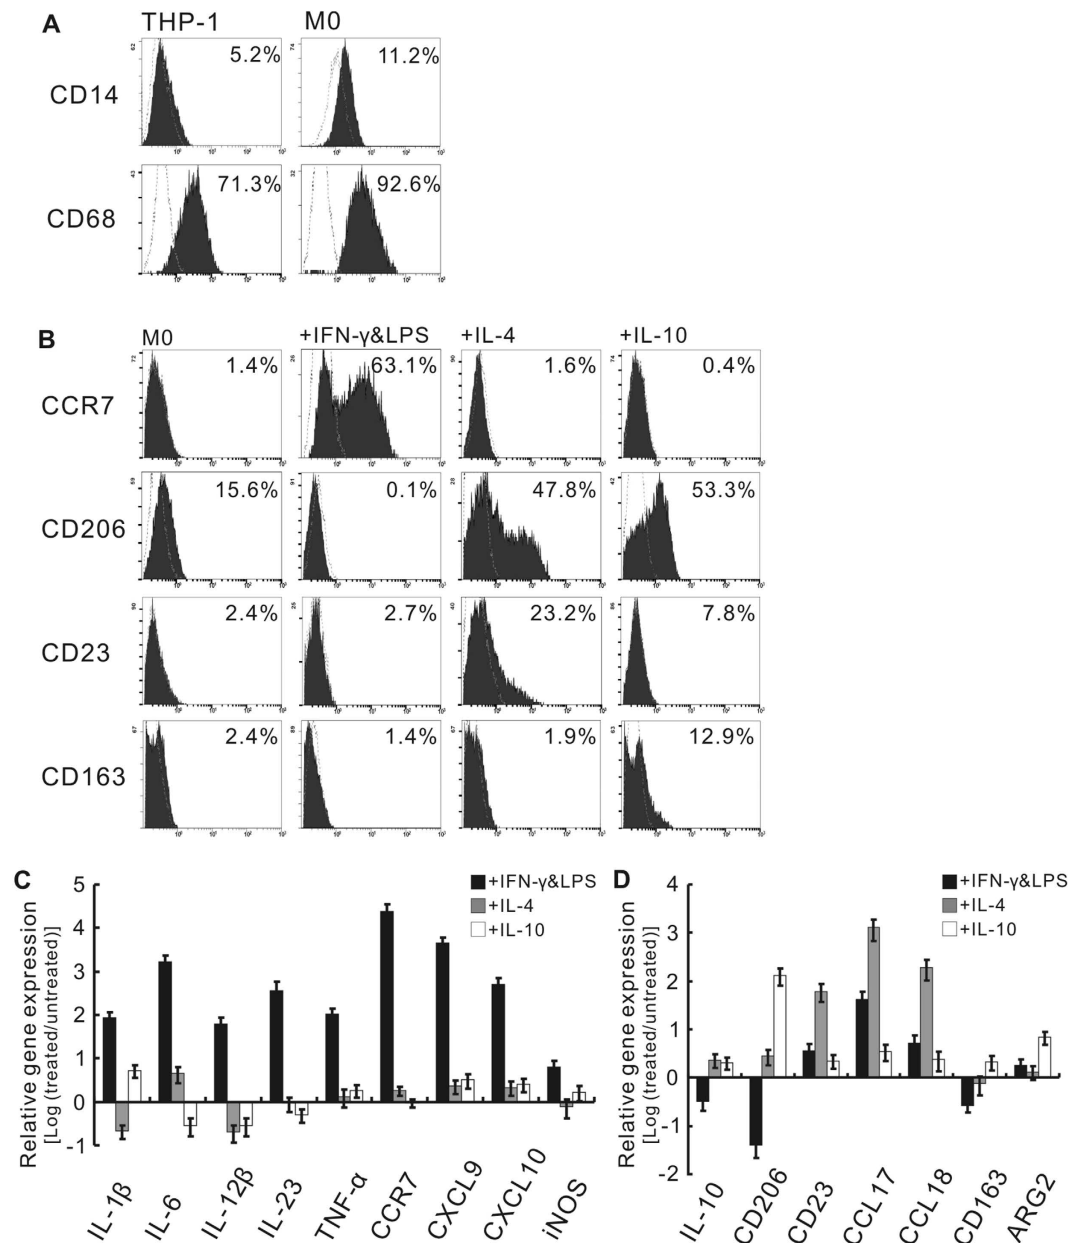 A
THP-1 M0
CD14 5.2% 11.2%
CD68 71.3% 92.6%
B
M0 +IFN-γ&LPS +IL-4 +IL-10
CCR7 1.4% 63.1% 1.6% 0.4%
CD206 15.6% 0.1% 47.8% 53.3%
CD23 2.4% 2.7% 23.2% 7.8%
CD163 2.4% 1.4% 1.9% 12.9%
C
Relative gene expression
[Log (treated/untreated)]
5
4
3
2
1
0
-1
+IFN-γ&LPS
+IL-4
+IL-10
IL-1β IL-6 IL-12β IL-23 TNF-α CCR7 CXCL9 CXCL10 iNOS
D
Relative gene expression
[Log (treated/untreated)]
4
3
2
1
0
-1
-2
+IFN-γ&LPS
+IL-4
+IL-10
IL-10 CD206 CD23 CCL17 CCL18 CD163 ARG2